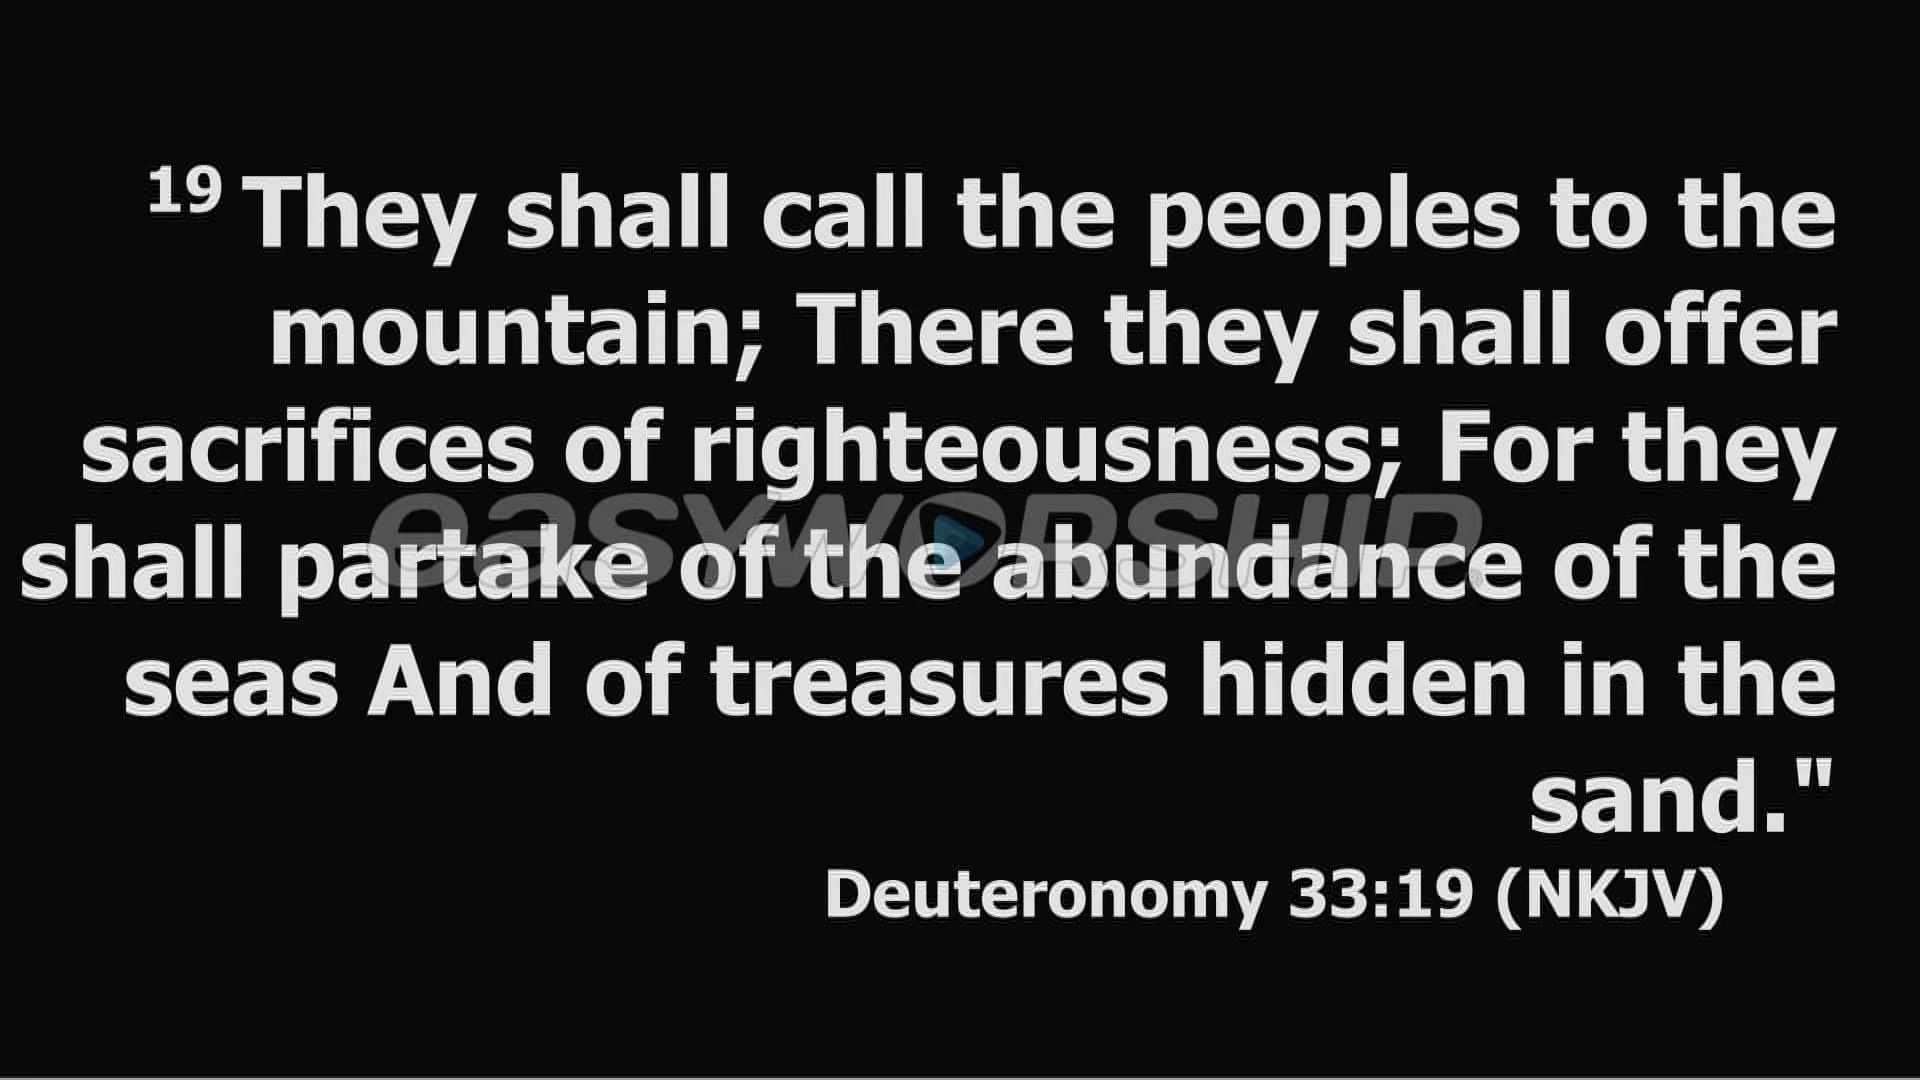 19 They shall call the peoples to the
mountain; There they shall offer
sacrifices of righteousness; For they
shall partake of the abundance of the
easyworship®
seas And of treasures hidden in the
sand."
Deuteronomy 33:19 (NKJV)